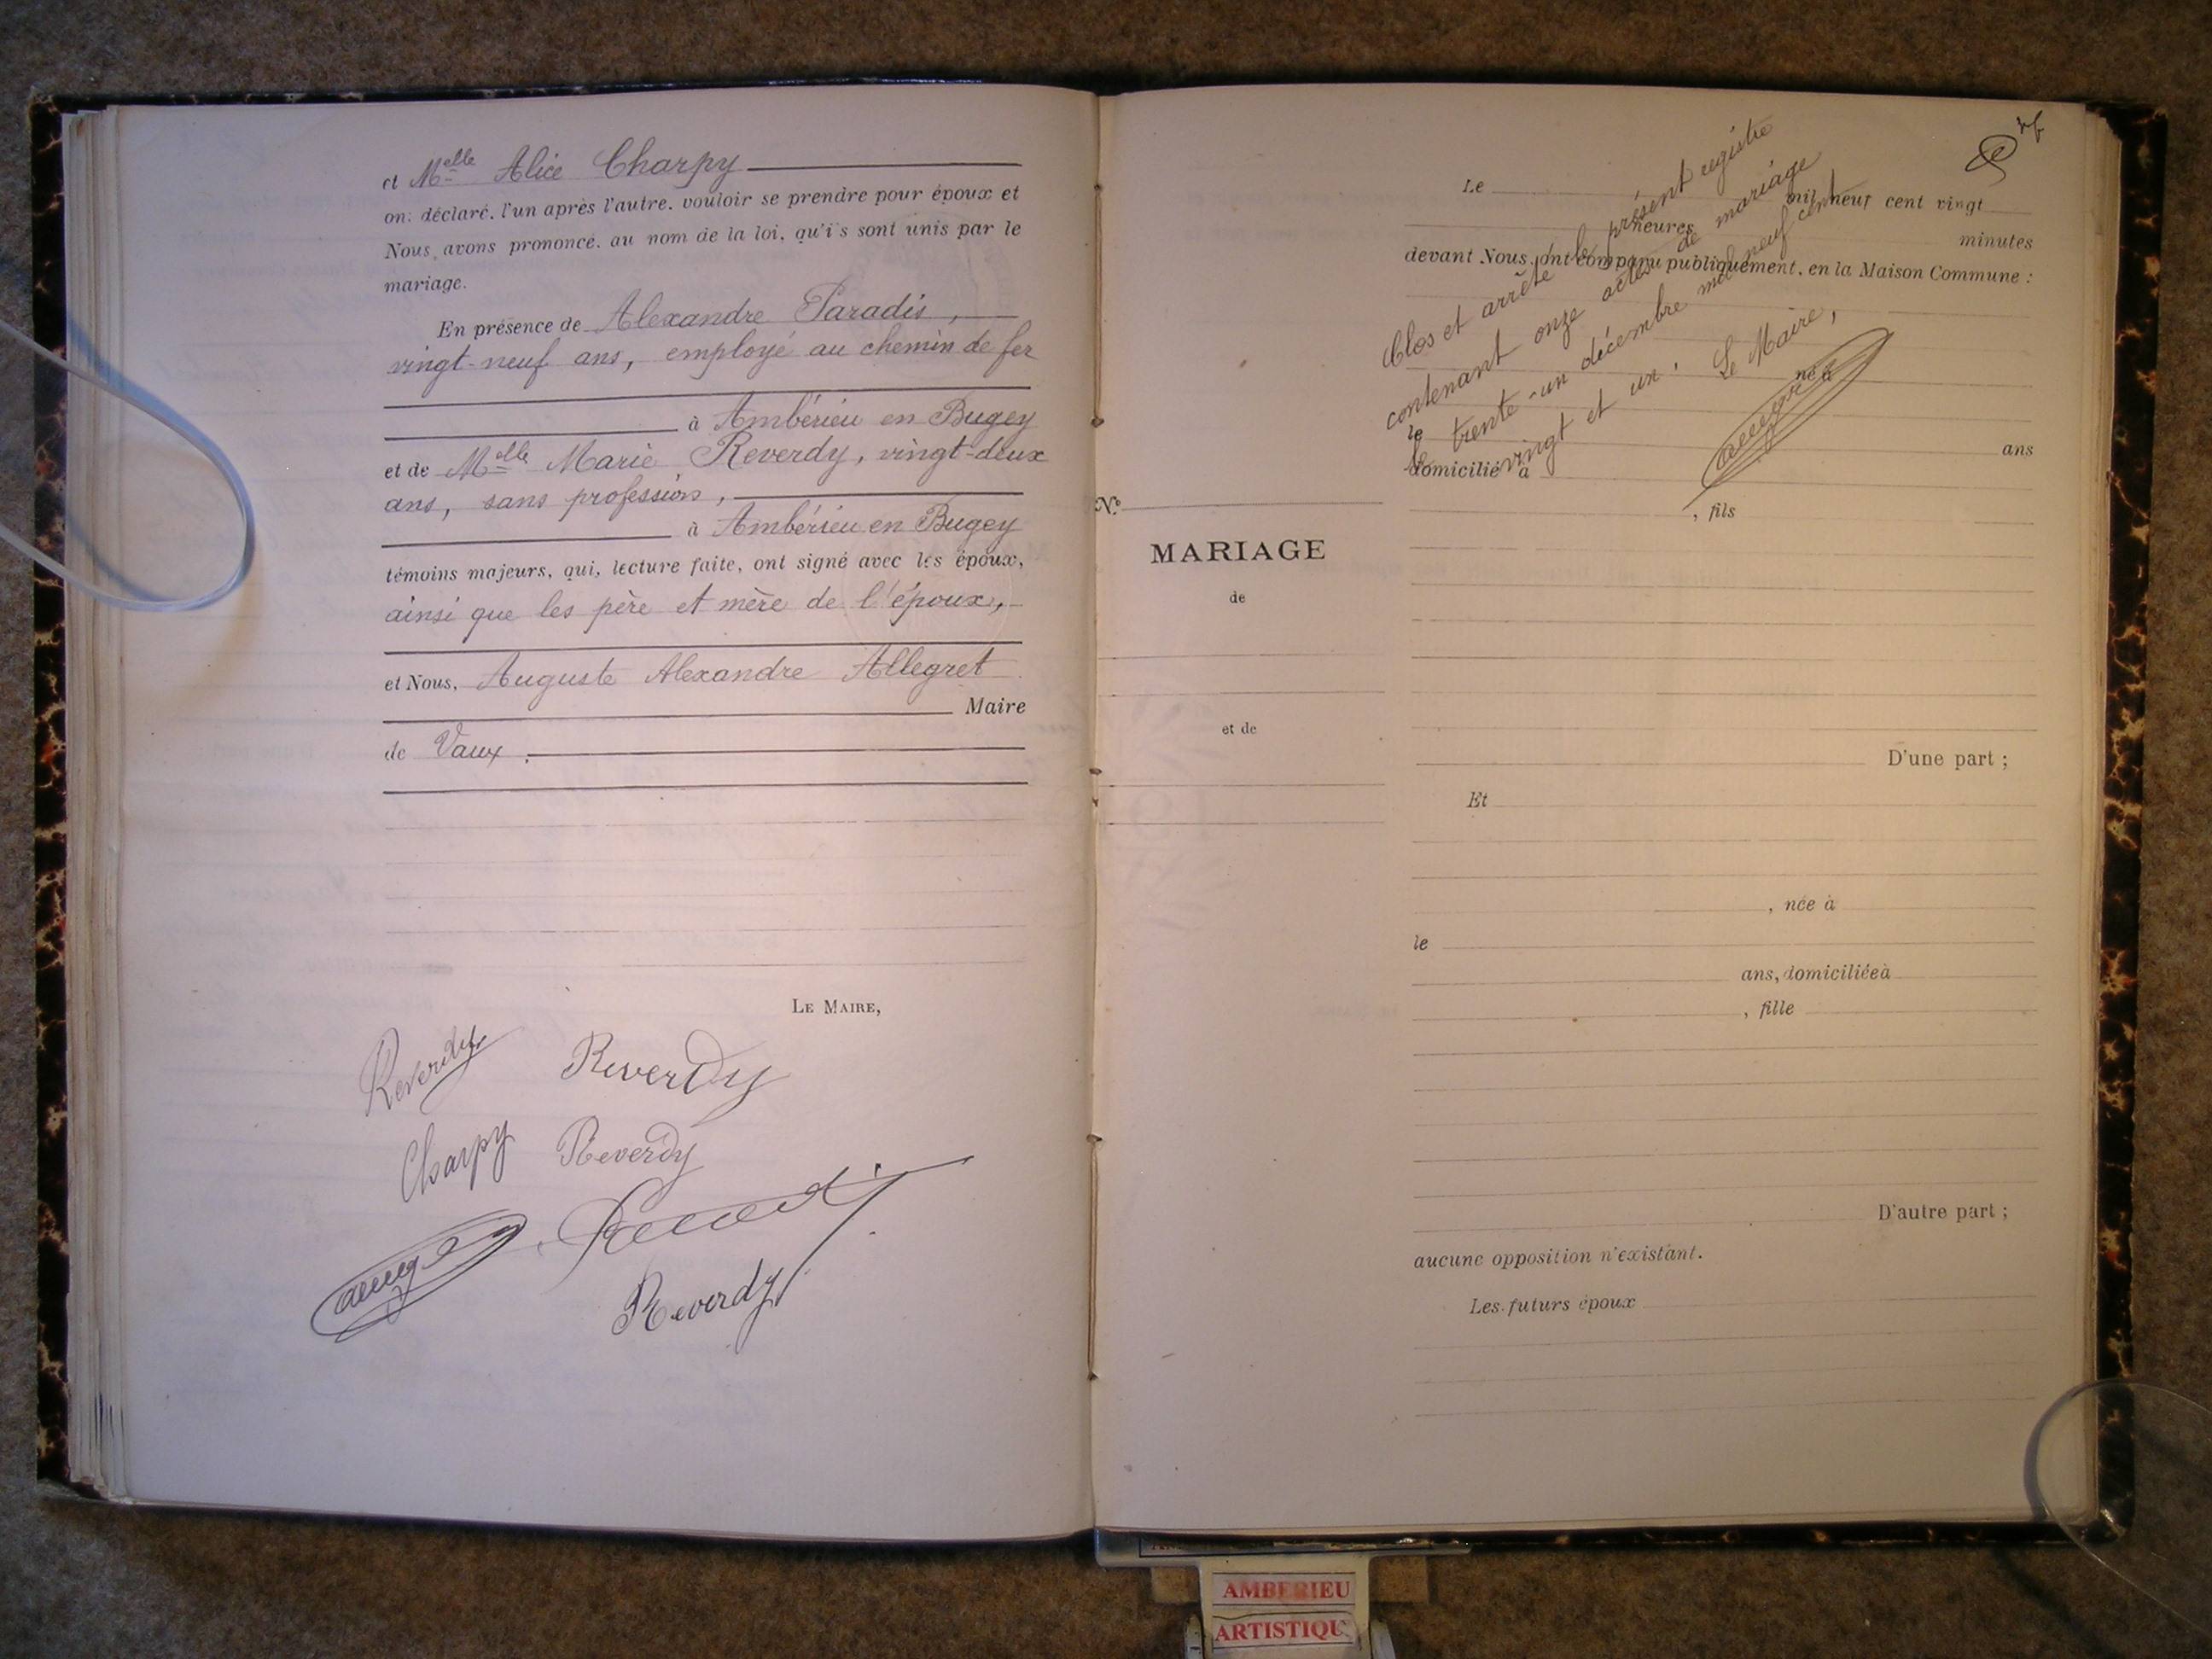 et Melle Alice Charpy
ont déclaré, l'un après l'autre, vouloir se prendre pour époux et
Nous avons prononcé, au nom de la loi, qu'ils sont unis par le
mariage.
En présence de Alexandre Paradis,
vingt-neuf ans, employé au chemin de fer
à Ambérieu en Bugey
et de Melle Marie Reverdy, vingt-deux
ans, sans profession,
à Ambérieu en Bugey
témoins majeurs, qui, lecture faite, ont signé avec les époux,
ainsi que les père et mère de l'époux,
et Nous, Auguste Alexandre Allegret
Maire
de Vaux.
LE MAIRE,
Reverdy Reverdy
Charpy Reverdy
Reverdy
Clos et arrêté le présent registre
contenant onze actes de mariage
le trente-un décembre mil neuf cent
vingt et un. Le Maire,
N°
MARIAGE
de
et de
Le
mil neuf cent vingt
heures
minutes
devant Nous, ont comparu publiquement, en la Maison Commune :
né à
le
ans
domicilié à
, fils
D'une part ;
Et
, née à
le
ans, domiciliée à
, fille
D'autre part ;
aucune opposition n'existant.
Les futurs époux
AMBERIEU
ARTISTIQU